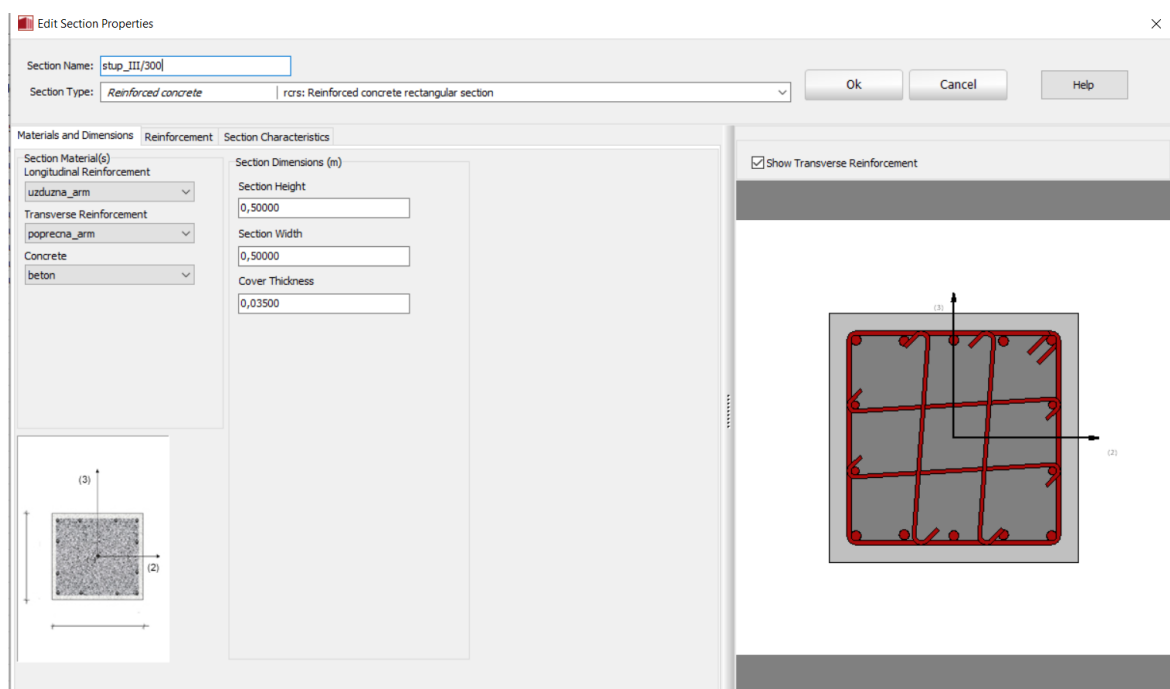 Edit Section Properties
Section Name: stup_III/300
Section Type: Reinforced concrete rcrs: Reinforced concrete rectangular section
Ok
Cancel
Help
Materials and Dimensions Reinforcement Section Characteristics
Section Material(s)
Longitudinal Reinforcement
uzduzna_arm
Transverse Reinforcement
poprecna_arm
Concrete
beton
Section Dimensions (m)
Section Height
0,50000
Section Width
0,50000
Cover Thickness
0,03500
(3)
(2)
Show Transverse Reinforcement
(3)
(2)